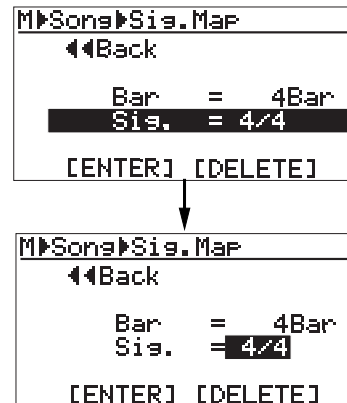 M▶Song▶Sig.Map
◀◀Back
Bar = 4Bar
Sig. = 4/4
[ENTER] [DELETE]
M▶Song▶Sig.Map
◀◀Back
Bar = 4Bar
Sig. = 4/4
[ENTER] [DELETE]